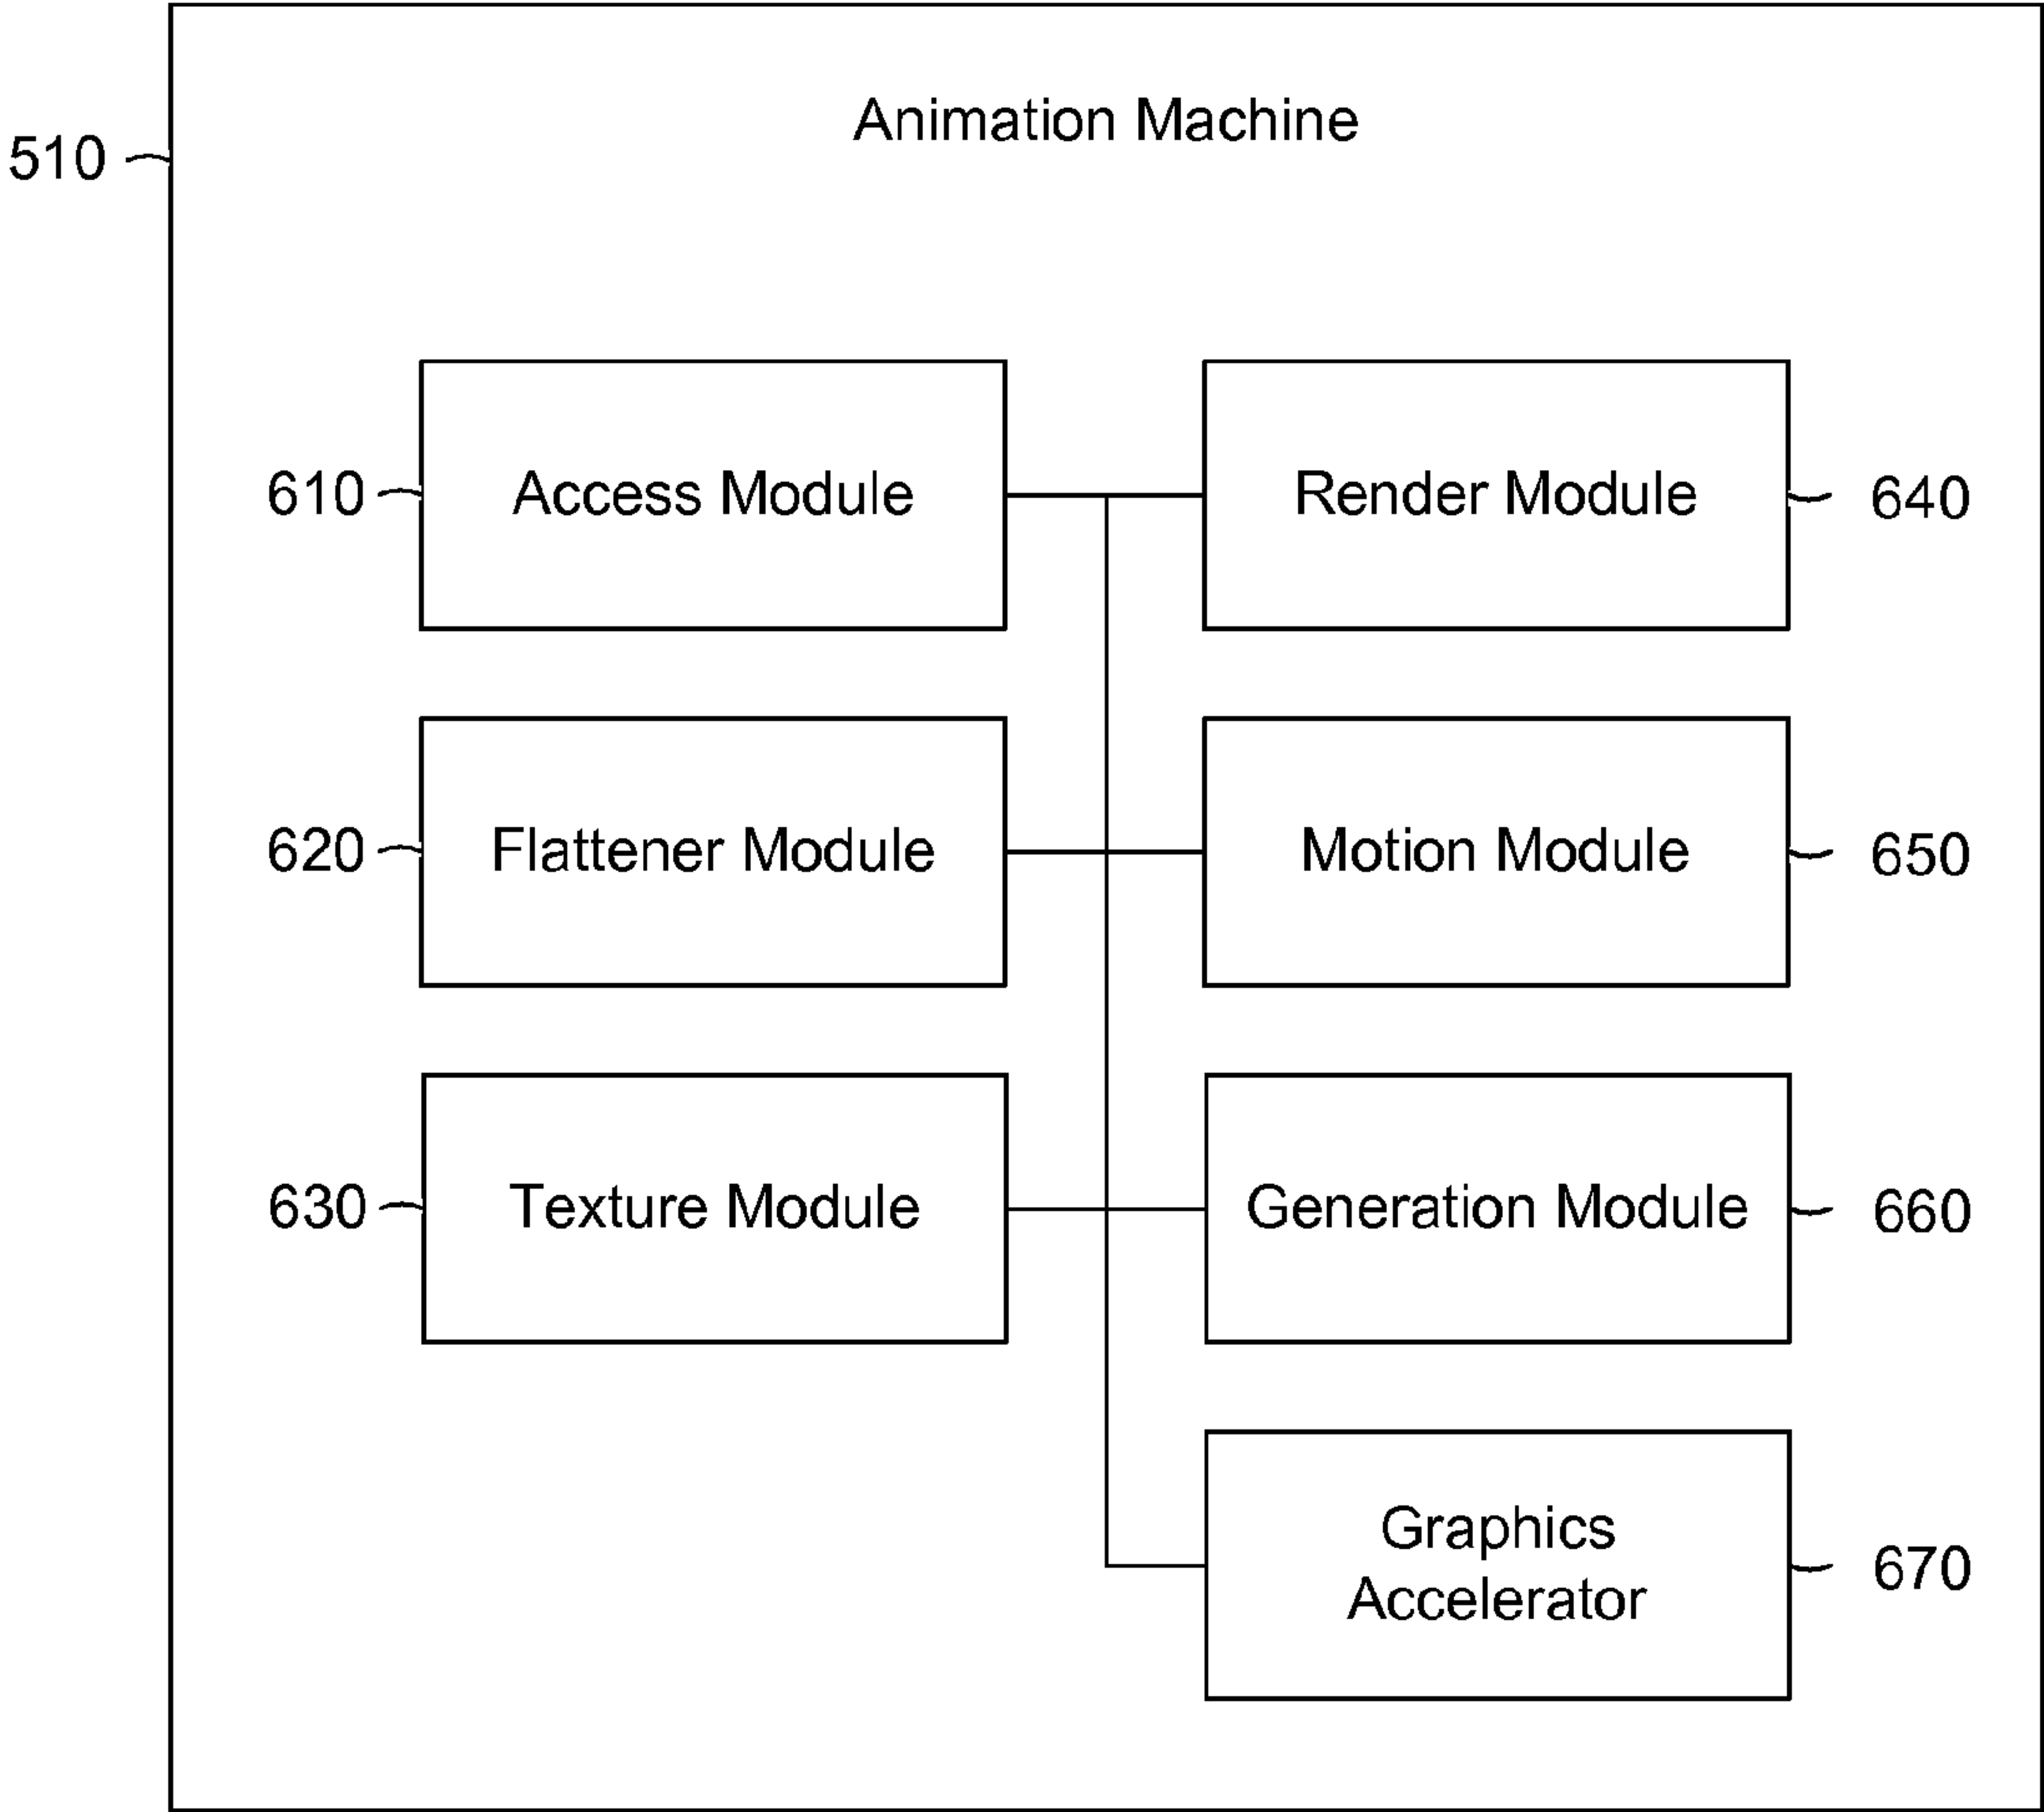 Animation Machine
510
610
Access Module
Render Module
640
620
Flattener Module
Motion Module
650
630
Texture Module
Generation Module
660
Graphics
Accelerator
670